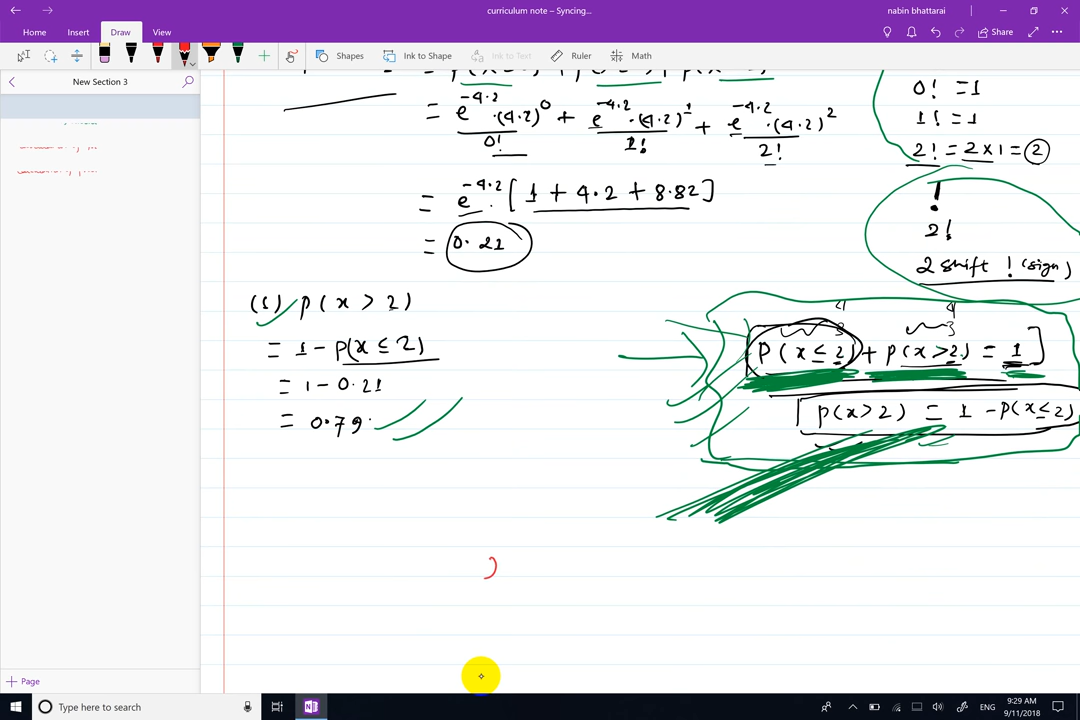 curriculum note - Syncing...
nabin bhattarai
Home Insert Draw View
Share
Shapes
Ink to Shape
Ink to Text
Ruler
Math
New Section 3
= e^-4.2 · (4.2)^0 / 0! + e^-4.2 · (4.2)^1 / 1! + e^-4.2 · (4.2)^2 / 2!
= e^-4.2 · [ 1 + 4.2 + 8.82 ]
= 0.21
0! = 1
1! = 1
2! = 2 x 1 = 2
!
2!
2 shift ! (sign)
p( x > 2 )
= 1 - p(x ≤ 2)
= 1 - 0.21
= 0.79.
4 4
3 3
[ p( x ≤ 2) + p(x > 2) = 1 ]
p(x > 2) = 1 - p(x ≤ 2)
)
+ Page
Type here to search
ENG
9:29 AM
9/11/2018